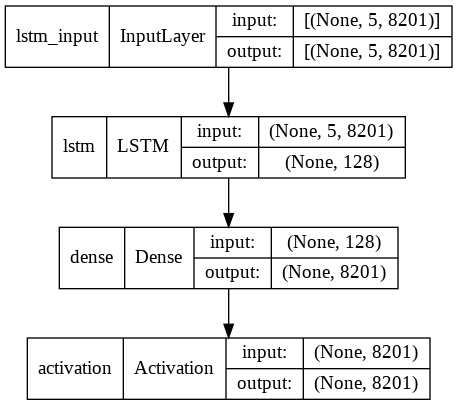 lstm_input InputLayer input: [(None, 5, 8201)]
output: [(None, 5, 8201)]
lstm LSTM input: (None, 5, 8201)
output: (None, 128)
dense Dense input: (None, 128)
output: (None, 8201)
activation Activation input: (None, 8201)
output: (None, 8201)